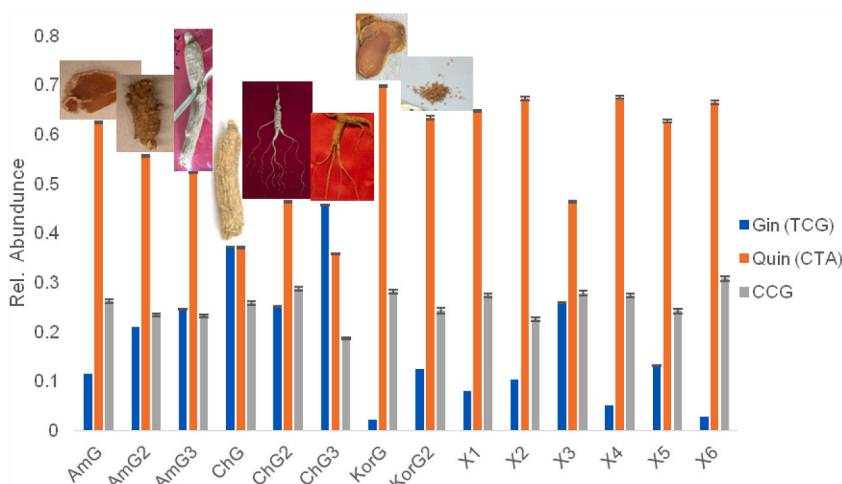 0.8
0.7
0.6
0.5
0.4
0.3
0.2
0.1
0
Rel. Abundunce
Gin (TCG)
Quin (CTA)
CCG
AmG
AmG2
AmG3
ChG
ChG2
ChG3
KorG
KorG2
X1
X2
X3
X4
X5
X6